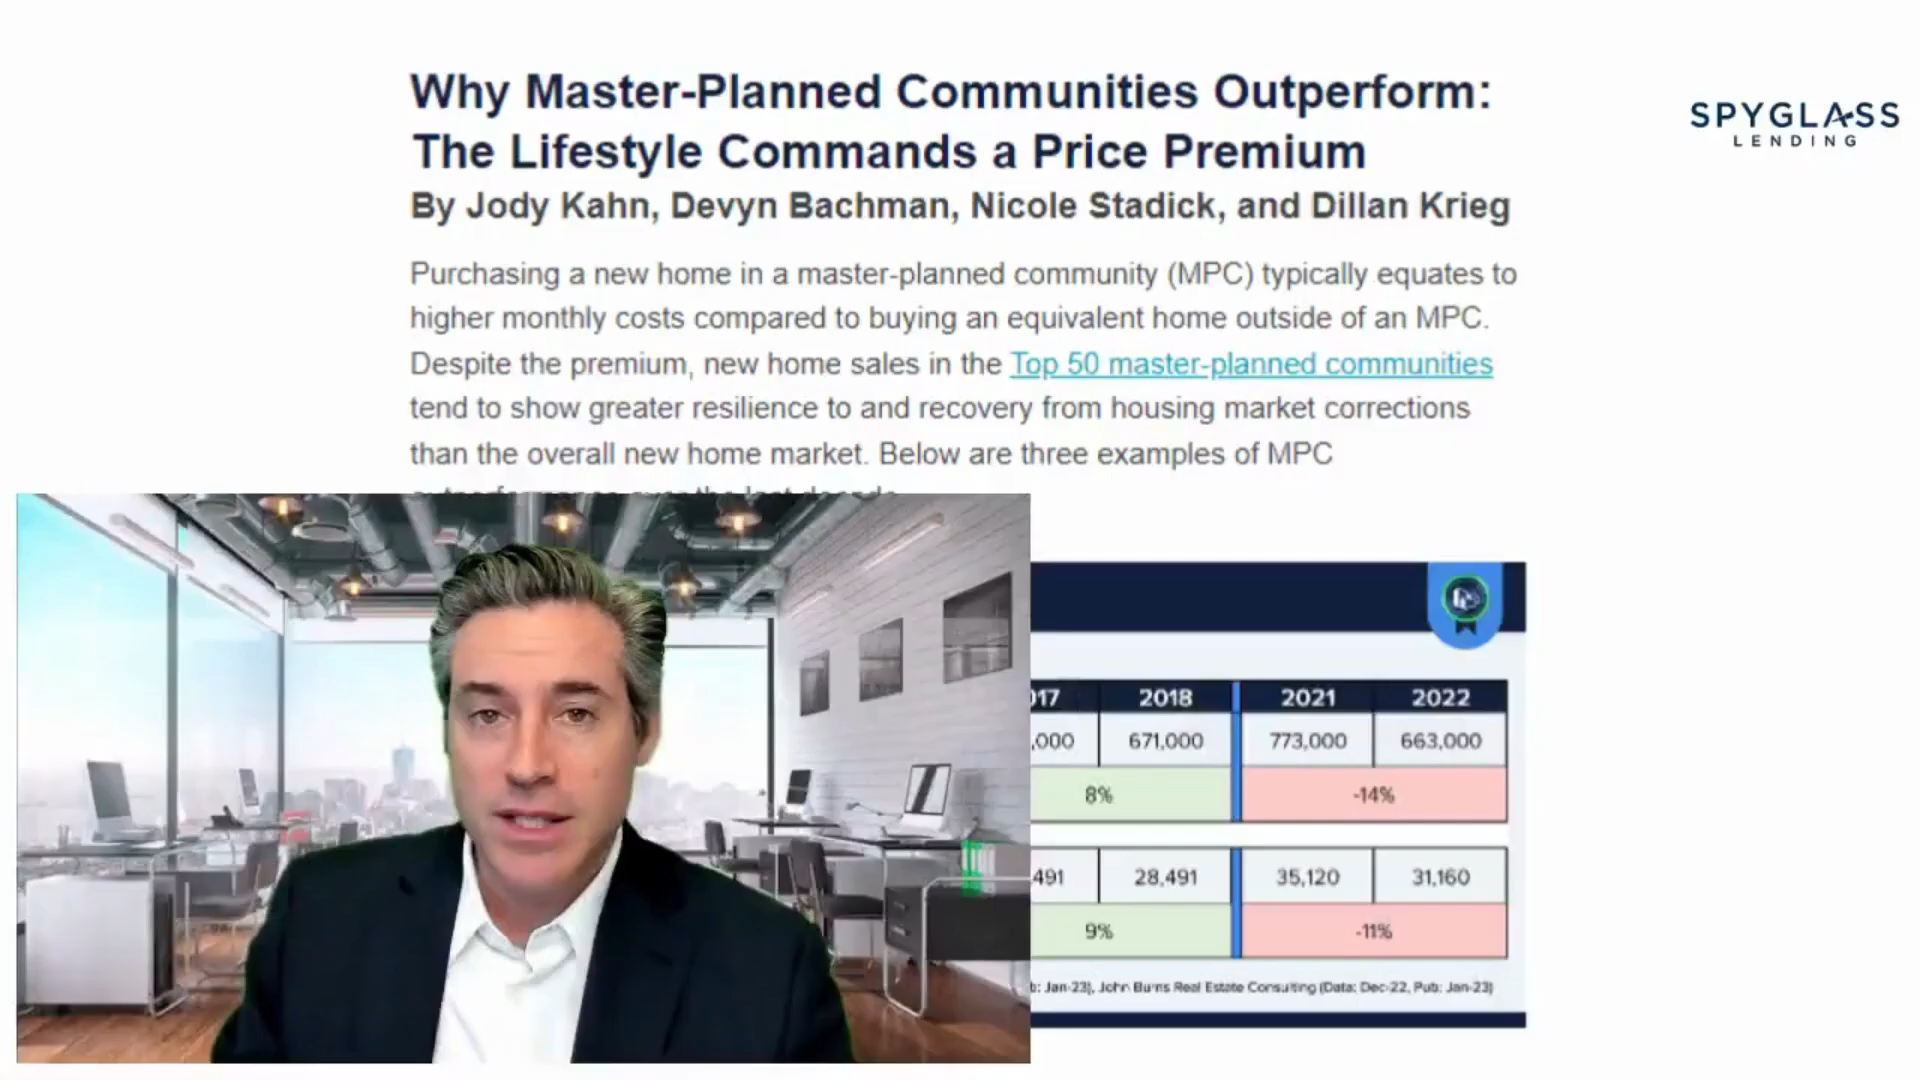 Why Master-Planned Communities Outperform:
The Lifestyle Commands a Price Premium
By Jody Kahn, Devyn Bachman, Nicole Stadick, and Dillan Krieg
SPYGLASS
LENDING
Purchasing a new home in a master-planned community (MPC) typically equates to
higher monthly costs compared to buying an equivalent home outside of an MPC.
Despite the premium, new home sales in the Top 50 master-planned communities
tend to show greater resilience to and recovery from housing market corrections
than the overall new home market. Below are three examples of MPC
017 2018 2021 2022
,000 671,000 773,000 663,000
8% -14%
491 28,491 35,120 31,160
9% -11%
b: Jan-23), John Burns Real Estate Consulting (Data: Dec-22, Pub: Jan-23)